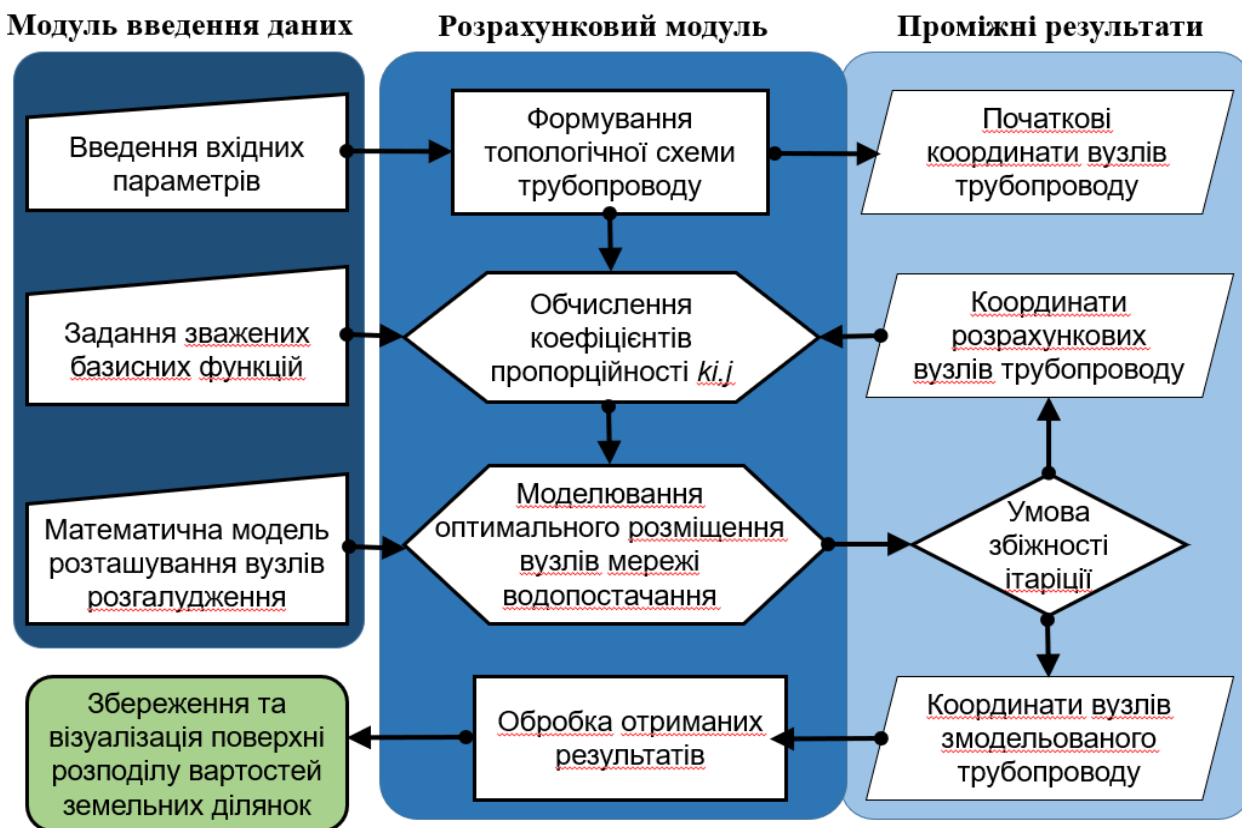 Модуль введення даних
Розрахунковий модуль
Проміжні результати
Введення вхідних
параметрів
Формування
топологічної схеми
трубопроводу
Початкові
координати вузлів
трубопроводу
Задання зважених
базисних функцій
Обчислення
коефіцієнтів
пропорційності ki.j
Координати
розрахункових
вузлів трубопроводу
Математична модель
розташування вузлів
розгалудження
Моделювання
оптимального розміщення
вузлів мережі
водопостачання
Умова
збіжності
ітаріції
Збереження та
візуалізація поверхні
розподілу вартостей
земельних ділянок
Обробка отриманих
результатів
Координати вузлів
змодельованого
трубопроводу